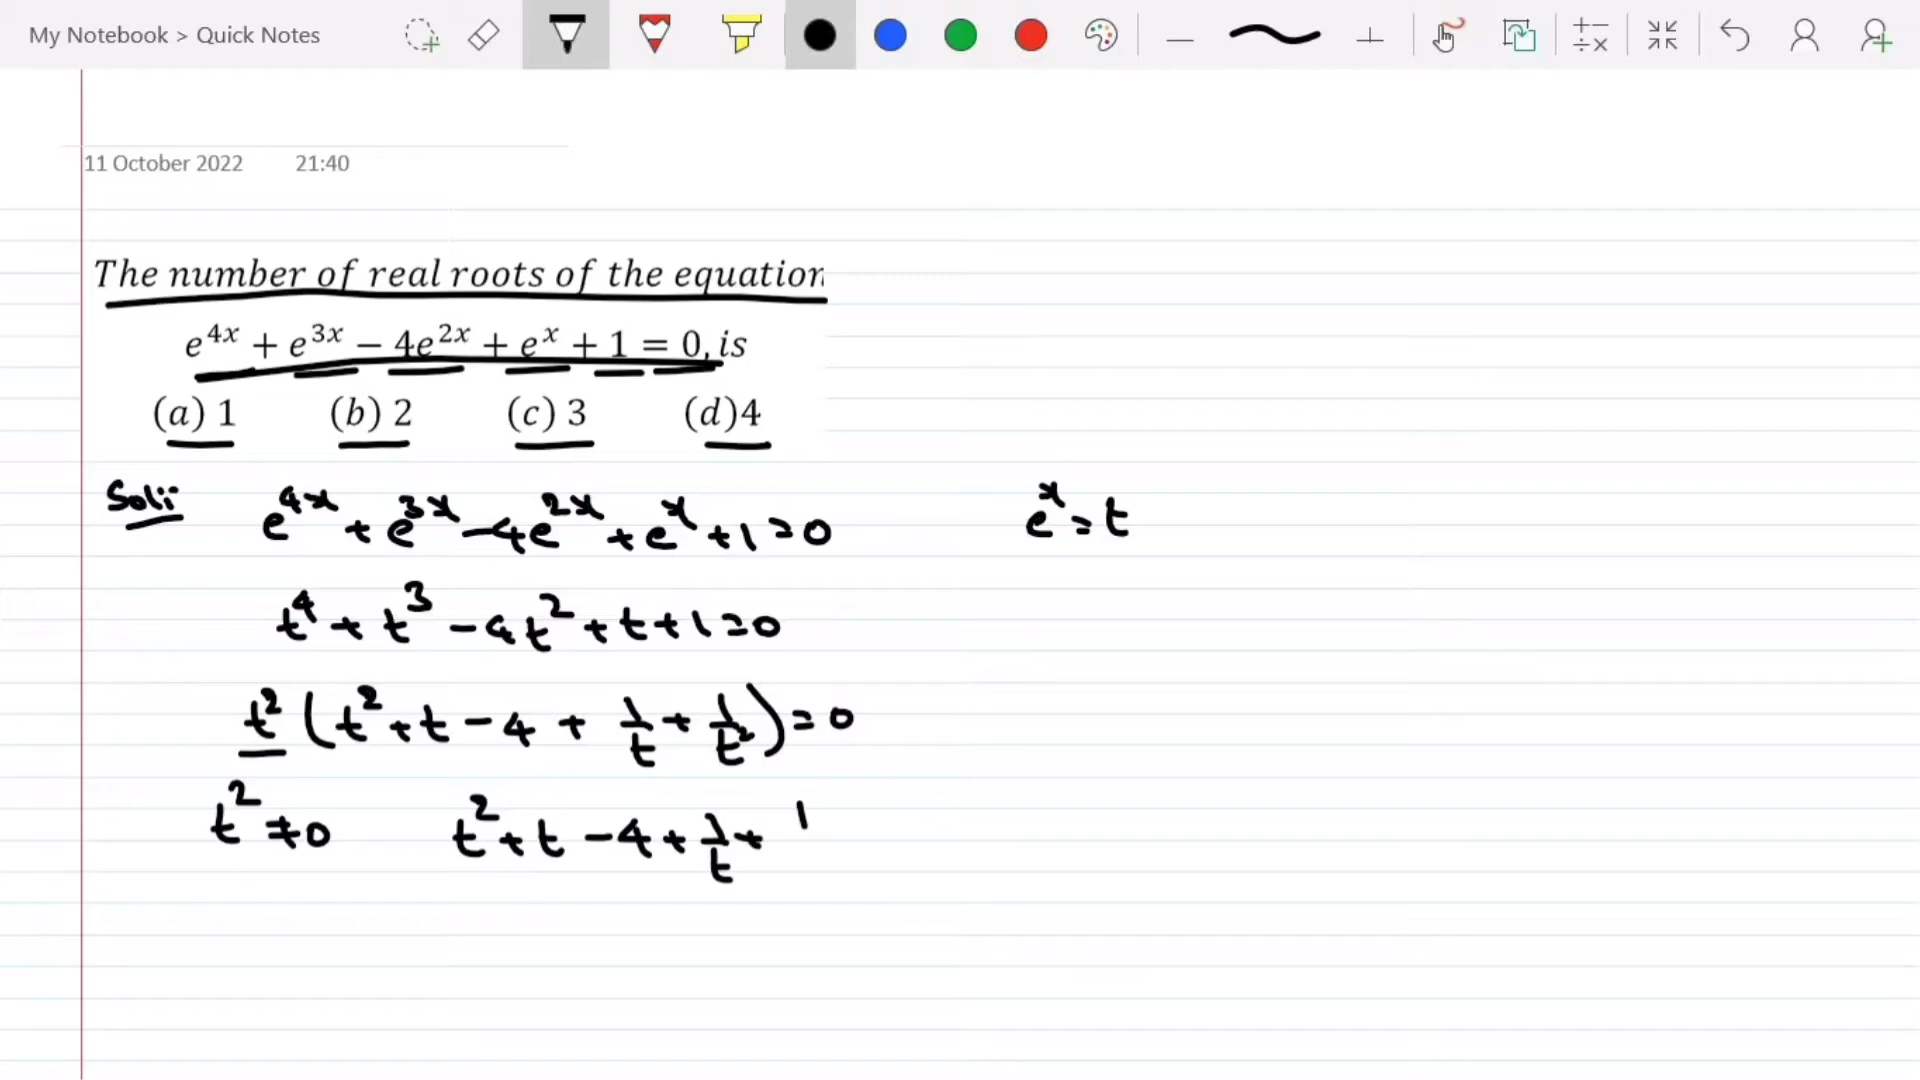 My Notebook > Quick Notes
11 October 2022 21:40
The number of real roots of the equation
e^{4x} + e^{3x} − 4e^{2x} + e^x + 1 = 0, is
(a) 1 (b) 2 (c) 3 (d)4
Sol:- e^{4x} + e^{3x} - 4e^{2x} + e^x + 1 = 0 e^x = t
t^4 + t^3 - 4t^2 + t + 1 = 0
t^2 (t^2 + t - 4 + 1/t + 1/t^2) = 0
t^2 ≠ 0 t^2 + t - 4 + 1/t + 1